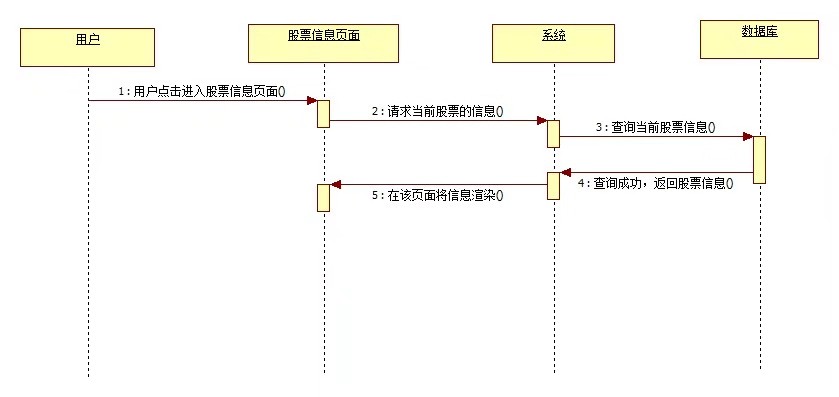 用户
股票信息页面
系统
数据库
1 : 用户点击进入股票信息页面()
2 : 请求当前股票的信息()
3 : 查询当前股票信息()
4 : 查询成功，返回股票信息()
5 : 在该页面将信息渲染()